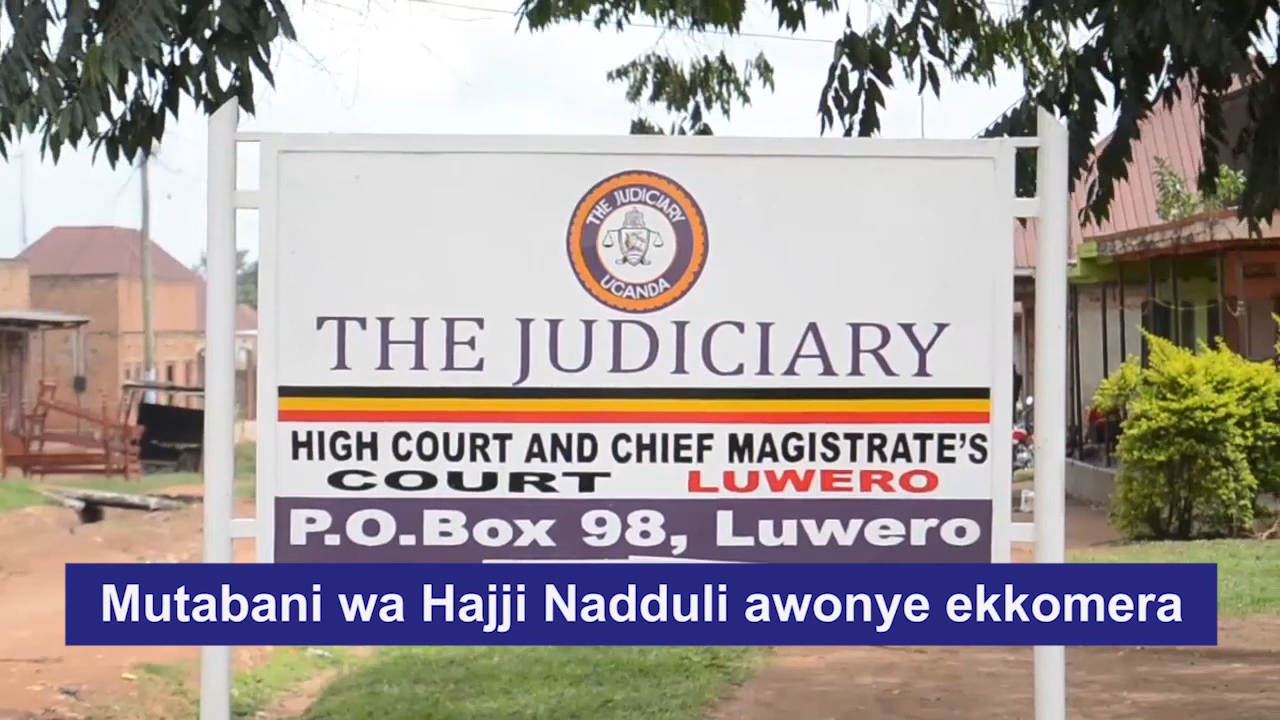 THE JUDICIARY
UGANDA
THE JUDICIARY
HIGH COURT AND CHIEF MAGISTRATE'S
COURT LUWERO
P.O.Box 98, Luwero
Mutabani wa Hajji Nadduli awonye ekkomera